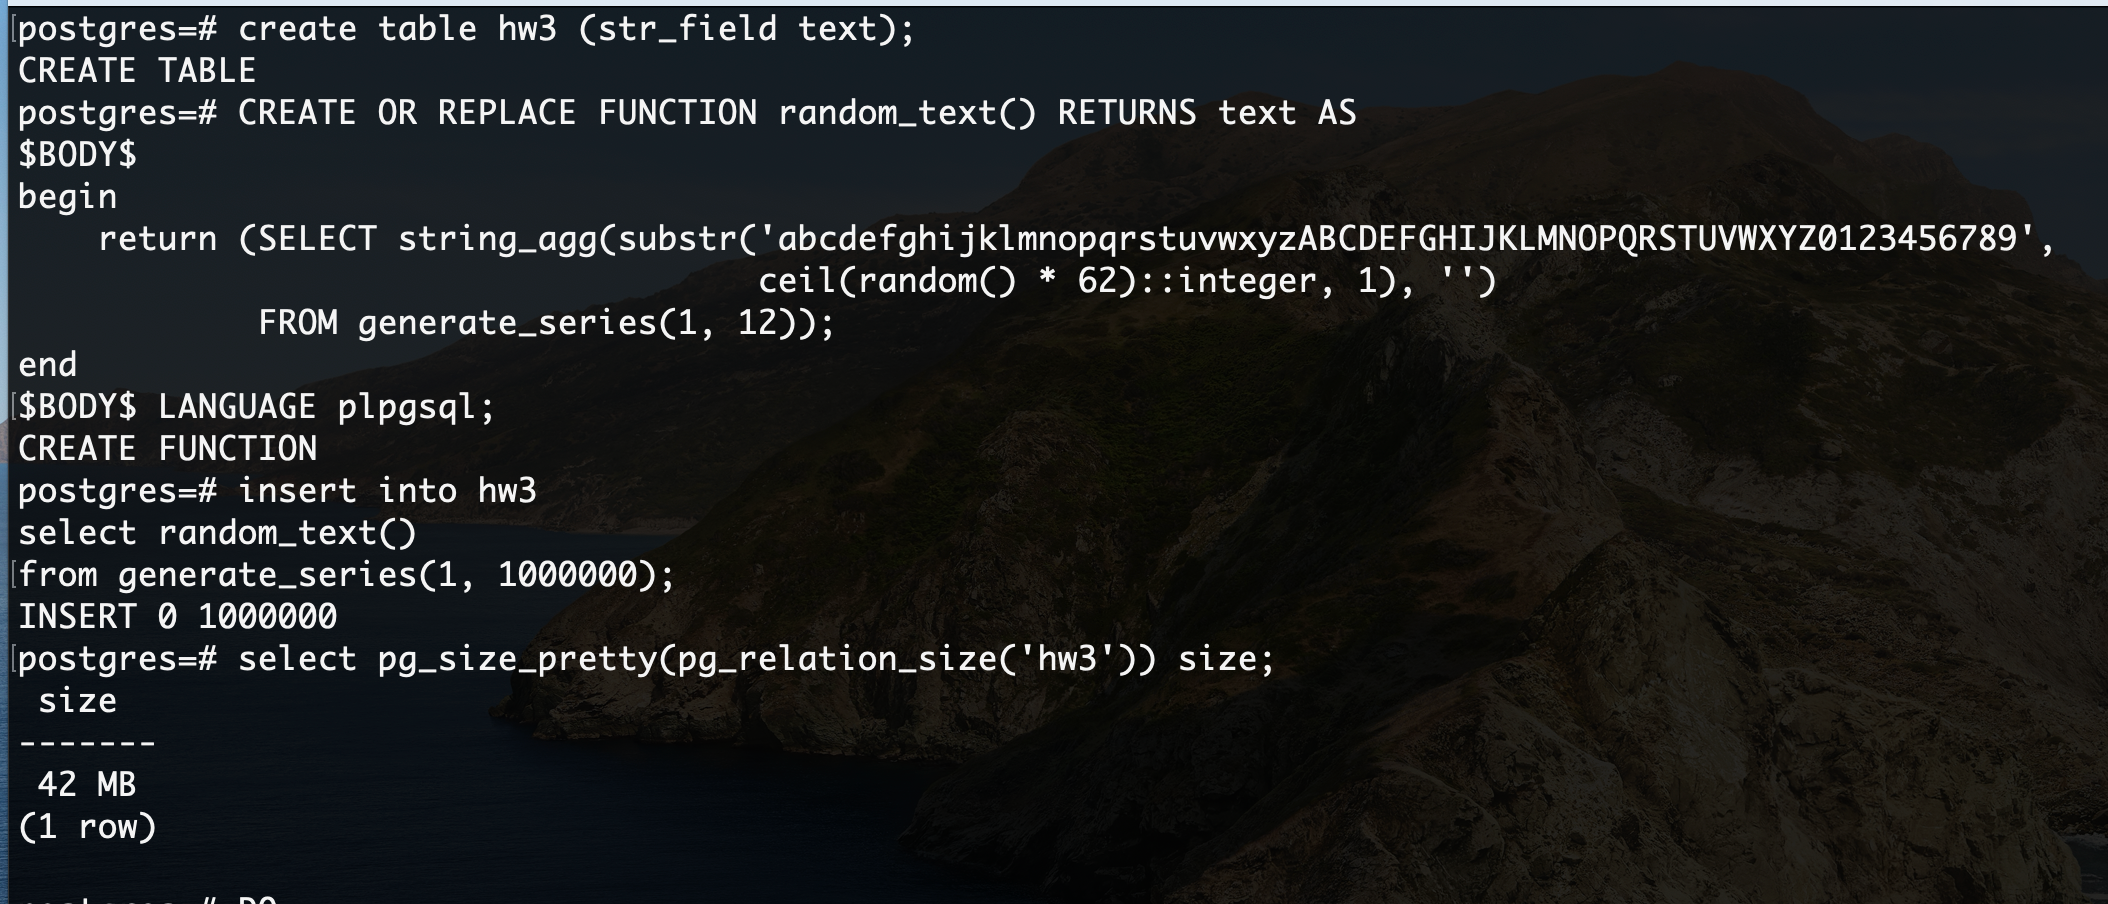 postgres=# create table hw3 (str_field text);
CREATE TABLE
postgres=# CREATE OR REPLACE FUNCTION random_text() RETURNS text AS
$BODY$
begin
    return (SELECT string_agg(substr('abcdefghijklmnopqrstuvwxyzABCDEFGHIJKLMNOPQRSTUVWXYZ0123456789',
                                     ceil(random() * 62)::integer, 1), '')
            FROM generate_series(1, 12));
end
$BODY$ LANGUAGE plpgsql;
CREATE FUNCTION
postgres=# insert into hw3
select random_text()
from generate_series(1, 1000000);
INSERT 0 1000000
postgres=# select pg_size_pretty(pg_relation_size('hw3')) size;
 size
-------
 42 MB
(1 row)
postgres=# DO